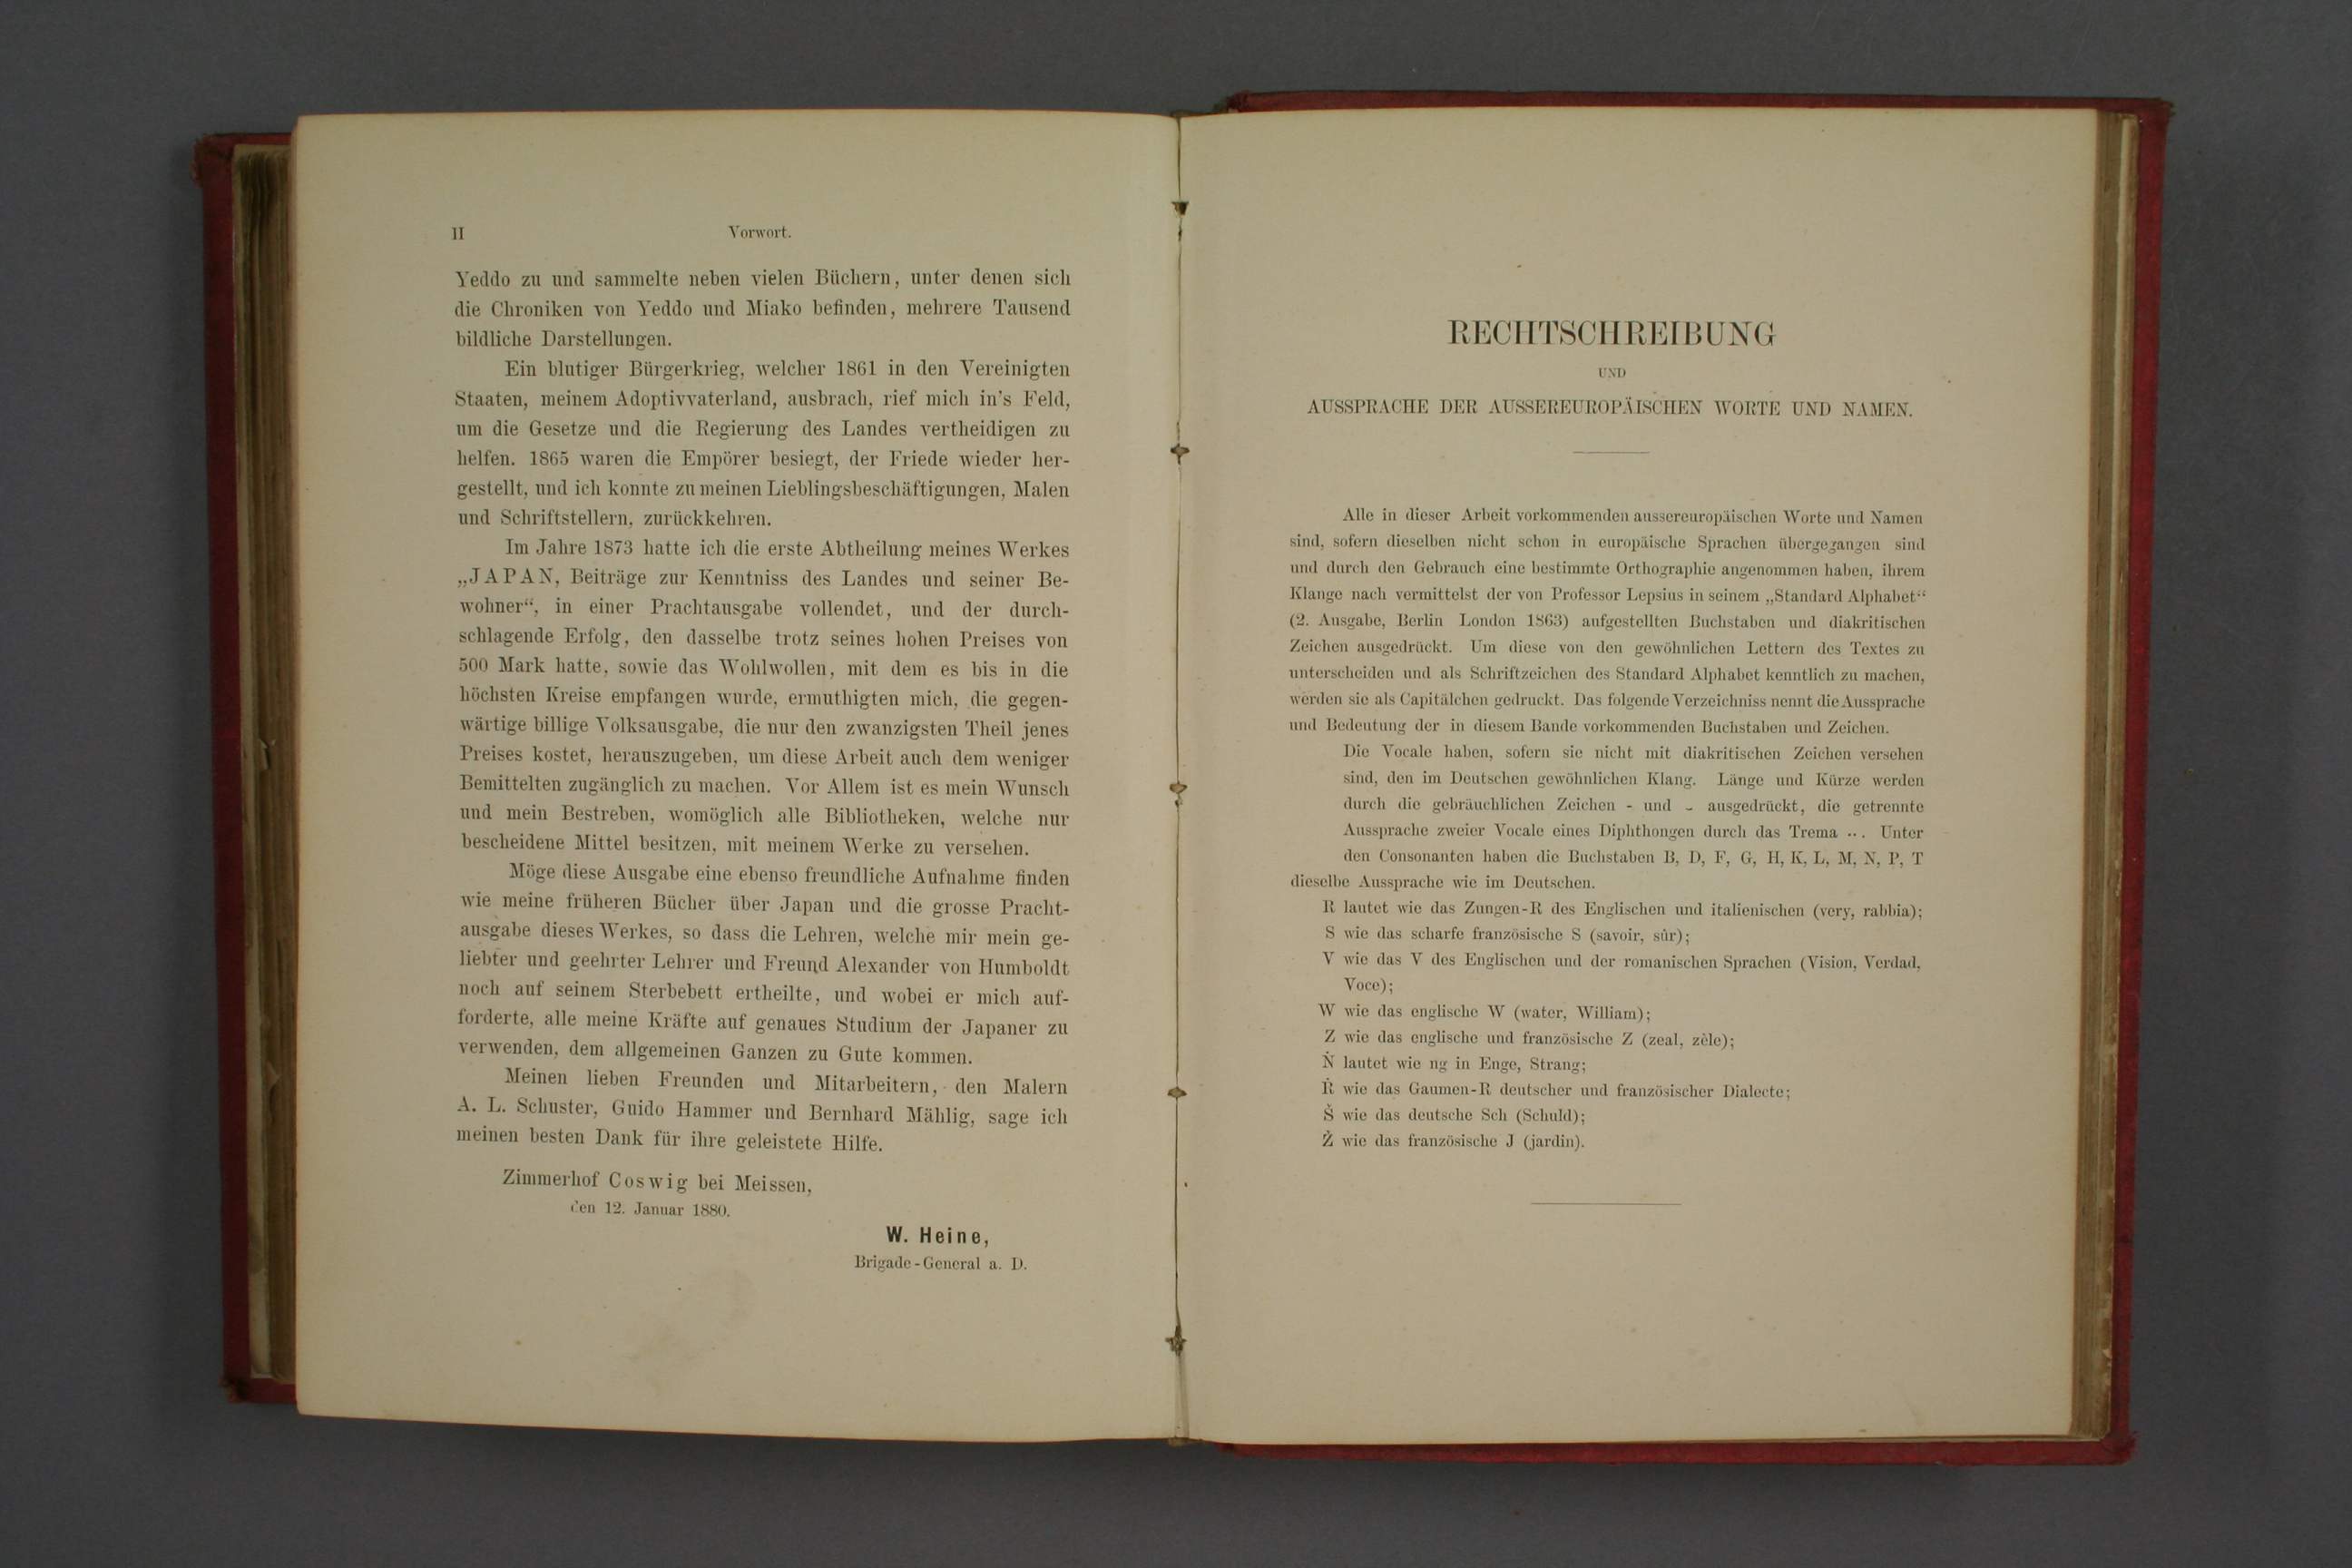 II
Vorwort.
Yeddo zu und sammelte neben vielen Büchern, unter denen sich
die Chroniken von Yeddo und Miako befinden, mehrere Tausend
bildliche Darstellungen.
Ein blutiger Bürgerkrieg, welcher 1861 in den Vereinigten
Staaten, meinem Adoptivvaterland, ausbrach, rief mich in's Feld,
um die Gesetze und die Regierung des Landes vertheidigen zu
helfen. 1865 waren die Empörer besiegt, der Friede wieder her-
gestellt, und ich konnte zu meinen Lieblingsbeschäftigungen, Malen
und Schriftstellern, zurückkehren.
Im Jahre 1873 hatte ich die erste Abtheilung meines Werkes
„JAPAN, Beiträge zur Kenntniss des Landes und seiner Be-
wohner“, in einer Prachtausgabe vollendet, und der durch-
schlagende Erfolg, den dasselbe trotz seines hohen Preises von
500 Mark hatte, sowie das Wohlwollen, mit dem es bis in die
höchsten Kreise empfangen wurde, ermuthigten mich, die gegen-
wärtige billige Volksausgabe, die nur den zwanzigsten Theil jenes
Preises kostet, herauszugeben, um diese Arbeit auch dem weniger
Bemittelten zugänglich zu machen. Vor Allem ist es mein Wunsch
und mein Bestreben, womöglich alle Bibliotheken, welche nur
bescheidene Mittel besitzen, mit meinem Werke zu versehen.
Möge diese Ausgabe eine ebenso freundliche Aufnahme finden
wie meine früheren Bücher über Japan und die grosse Pracht-
ausgabe dieses Werkes, so dass die Lehren, welche mir mein ge-
liebter und geehrter Lehrer und Freund Alexander von Humboldt
noch auf seinem Sterbebett ertheilte, und wobei er mich auf-
forderte, alle meine Kräfte auf genaues Studium der Japaner zu
verwenden, dem allgemeinen Ganzen zu Gute kommen.
Meinen lieben Freunden und Mitarbeitern, den Malern
A. L. Schuster, Guido Hammer und Bernhard Mählig, sage ich
meinen besten Dank für ihre geleistete Hilfe.
Zimmerhof Coswig bei Meissen,
den 12. Januar 1880.
W. Heine,
Brigade-General a. D.
RECHTSCHREIBUNG
UND
AUSSPRACHE DER AUSSEREUROPÄISCHEN WORTE UND NAMEN.
Alle in dieser Arbeit vorkommenden aussereuropäischen Worte und Namen
sind, sofern dieselben nicht schon in europäische Sprachen übergegangen sind
und durch den Gebrauch eine bestimmte Orthographie angenommen haben, ihrem
Klange nach vermittelst der von Professor Lepsius in seinem „Standard Alphabet“
(2. Ausgabe, Berlin London 1863) aufgestellten Buchstaben und diakritischen
Zeichen ausgedrückt. Um diese von den gewöhnlichen Lettern des Textes zu
unterscheiden und als Schriftzeichen des Standard Alphabet kenntlich zu machen,
werden sie als Capitälchen gedruckt. Das folgende Verzeichniss nennt die Aussprache
und Bedeutung der in diesem Bande vorkommenden Buchstaben und Zeichen.
Die Vocale haben, sofern sie nicht mit diakritischen Zeichen versehen
sind, den im Deutschen gewöhnlichen Klang. Länge und Kürze werden
durch die gebräuchlichen Zeichen - und ˘ ausgedrückt, die getrennte
Aussprache zweier Vocale eines Diphthongen durch das Trema ... Unter
den Consonanten haben die Buchstaben B, D, F, G, H, K, L, M, N, P, T
dieselbe Aussprache wie im Deutschen.
R lautet wie das Zungen-R des Englischen und italienischen (very, rabbia);
S wie das scharfe französische S (savoir, sûr);
V wie das V des Englischen und der romanischen Sprachen (Vision, Verdad,
Voce);
W wie das englische W (water, William);
Z wie das englische und französische Z (zeal, zèle);
Ṅ lautet wie ng in Enge, Strang;
Ṙ wie das Gaumen-R deutscher und französischer Dialecte;
Š wie das deutsche Sch (Schuld);
Ž wie das französische J (jardin).